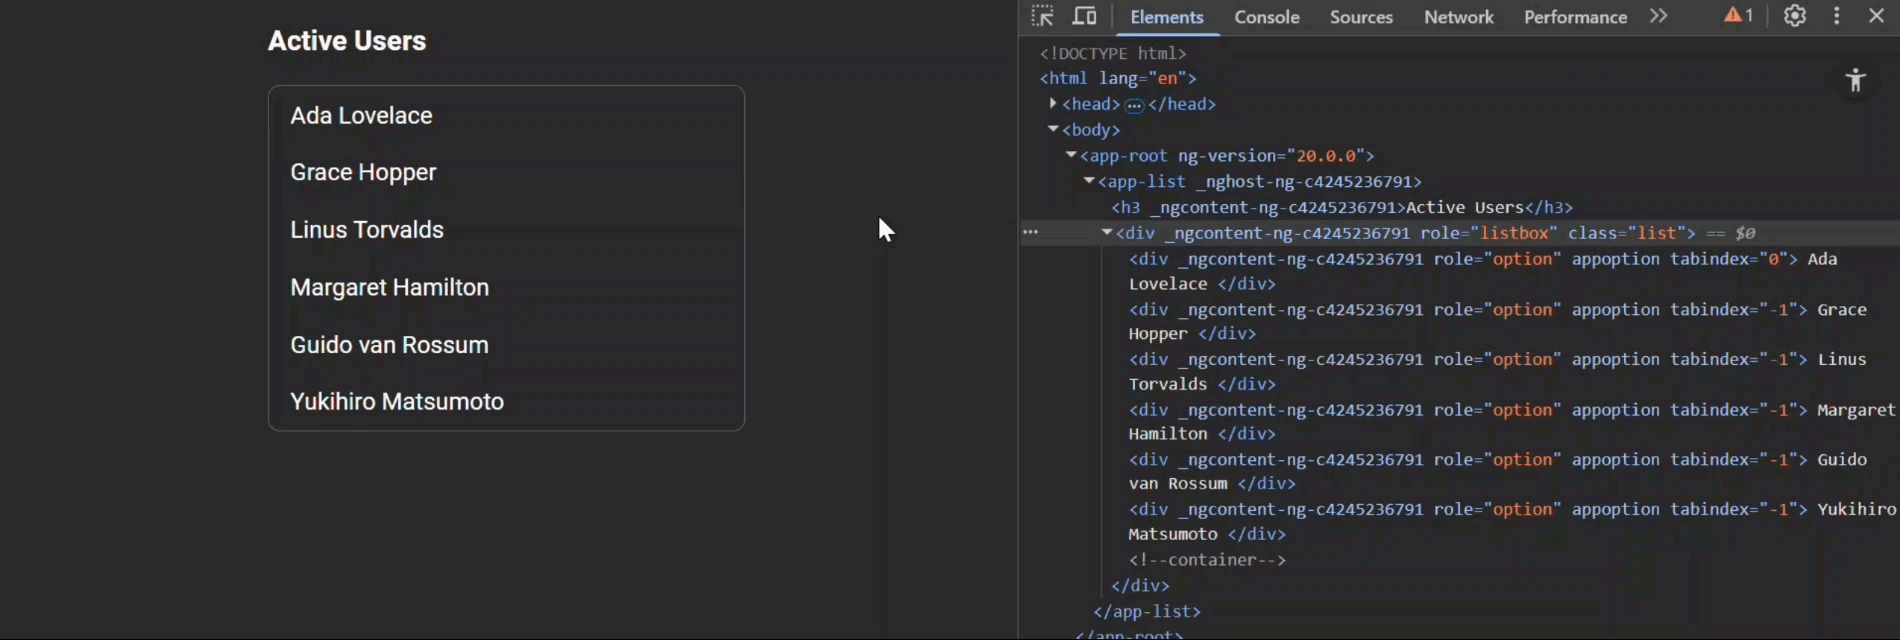 Active Users
Ada Lovelace
Grace Hopper
Linus Torvalds
Margaret Hamilton
Guido van Rossum
Yukihiro Matsumoto
Elements Console Sources Network Performance 1
<!DOCTYPE html>
<html lang="en">
<head> ··· </head>
<body>
<app-root ng-version="20.0.0">
<app-list _nghost-ng-c4245236791>
<h3 _ngcontent-ng-c4245236791>Active Users</h3>
<div _ngcontent-ng-c4245236791 role="listbox" class="list"> == $0
<div _ngcontent-ng-c4245236791 role="option" appoption tabindex="0"> Ada
Lovelace </div>
<div _ngcontent-ng-c4245236791 role="option" appoption tabindex="-1"> Grace
Hopper </div>
<div _ngcontent-ng-c4245236791 role="option" appoption tabindex="-1"> Linus
Torvalds </div>
<div _ngcontent-ng-c4245236791 role="option" appoption tabindex="-1"> Margaret
Hamilton </div>
<div _ngcontent-ng-c4245236791 role="option" appoption tabindex="-1"> Guido
van Rossum </div>
<div _ngcontent-ng-c4245236791 role="option" appoption tabindex="-1"> Yukihiro
Matsumoto </div>
<!--container-->
</div>
</app-list>
</app-root>